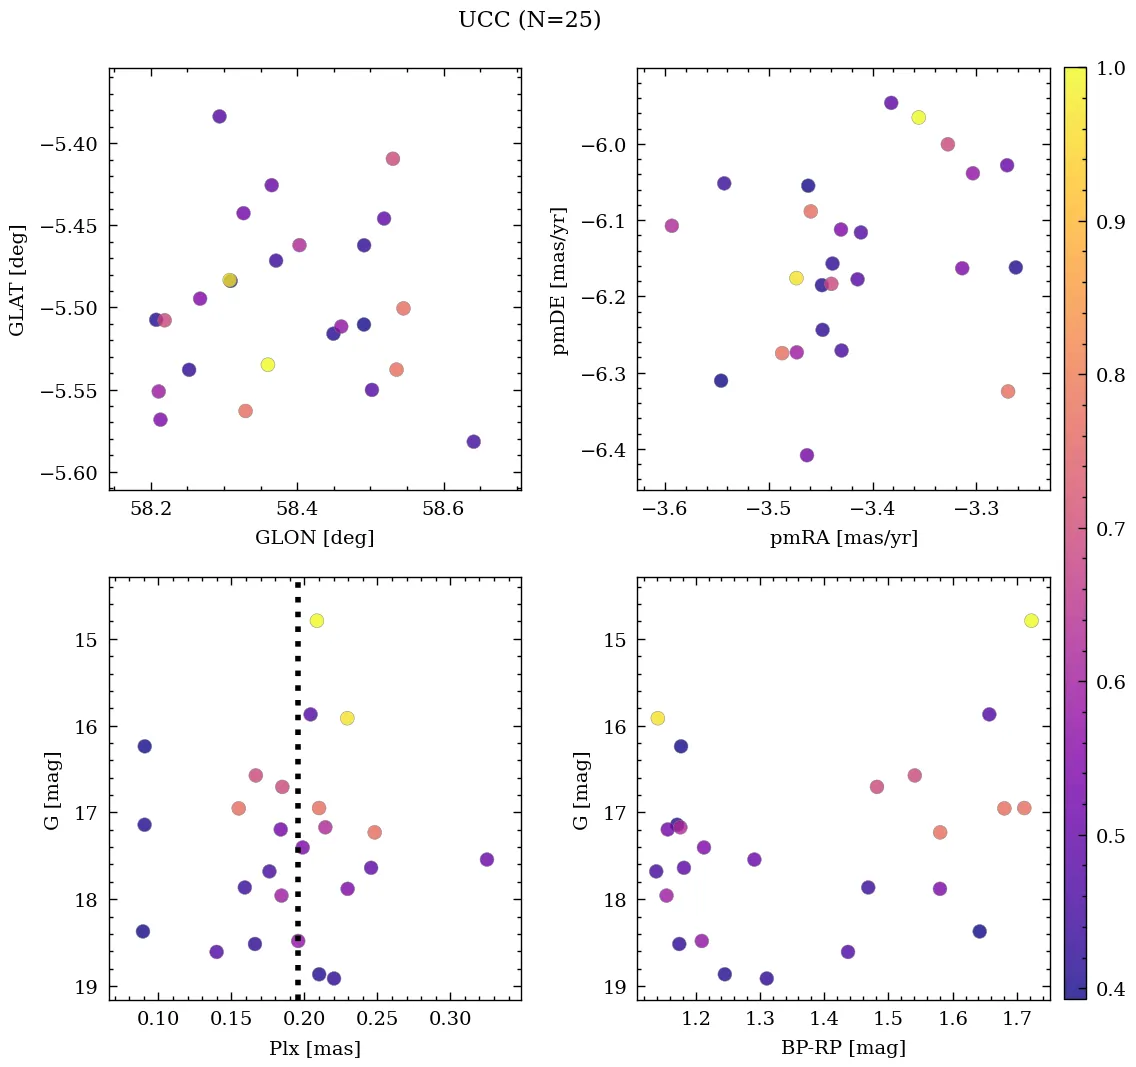 UCC (N=25)
−5.40
−5.45
−5.50
−5.55
−5.60
GLAT [deg]
58.2 58.4 58.6
GLON [deg]
−6.0
−6.1
−6.2
−6.3
−6.4
pmDE [mas/yr]
−3.6 −3.5 −3.4 −3.3
pmRA [mas/yr]
15
16
17
18
19
G [mag]
0.10 0.15 0.20 0.25 0.30
Plx [mas]
15
16
17
18
19
G [mag]
1.2 1.3 1.4 1.5 1.6 1.7
BP-RP [mag]
1.0
0.9
0.8
0.7
0.6
0.5
0.4